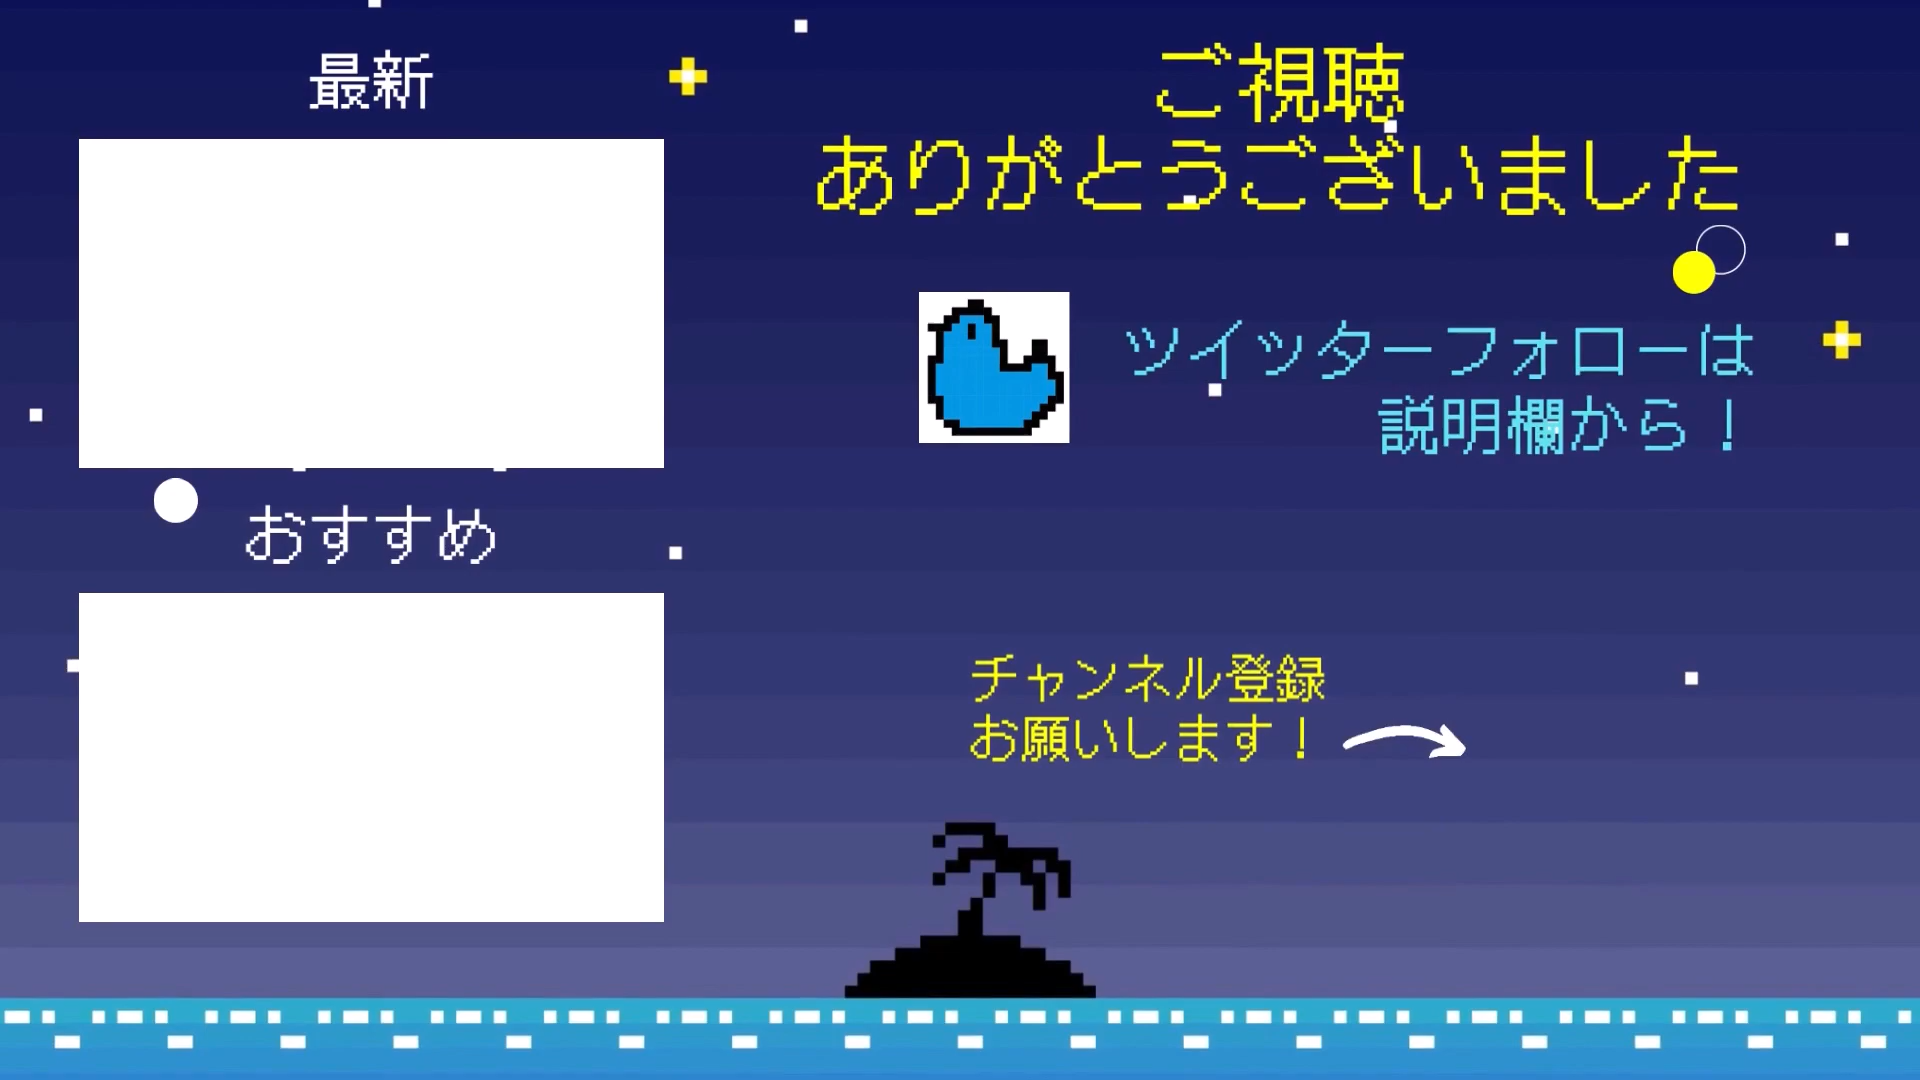 最新
おすすめ
ご視聴
ありがとうございました
ツイッターフォローは
説明欄から！
チャンネル登録
お願いします！